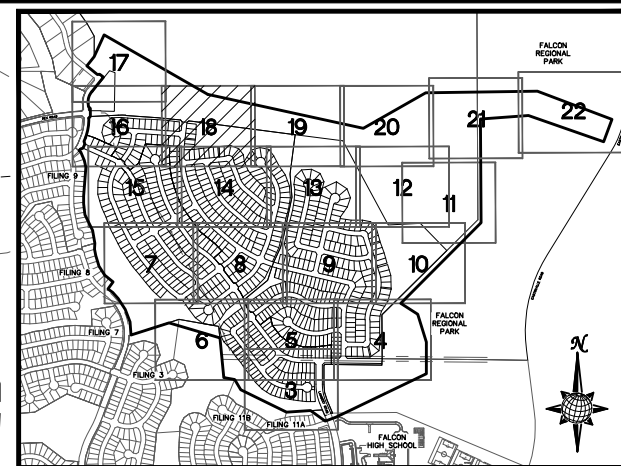 FALCON
REGIONAL
PARK
17
22
21
16
18
19
20
FILING 9
15
14
13
12
11
FILING 8
7
8
9
10
FILING 7
6
5
4
FALCON
REGIONAL
PARK
N
FILING 3
3
FILING 11B
FILING 11A
FALCON
HIGH SCHOOL